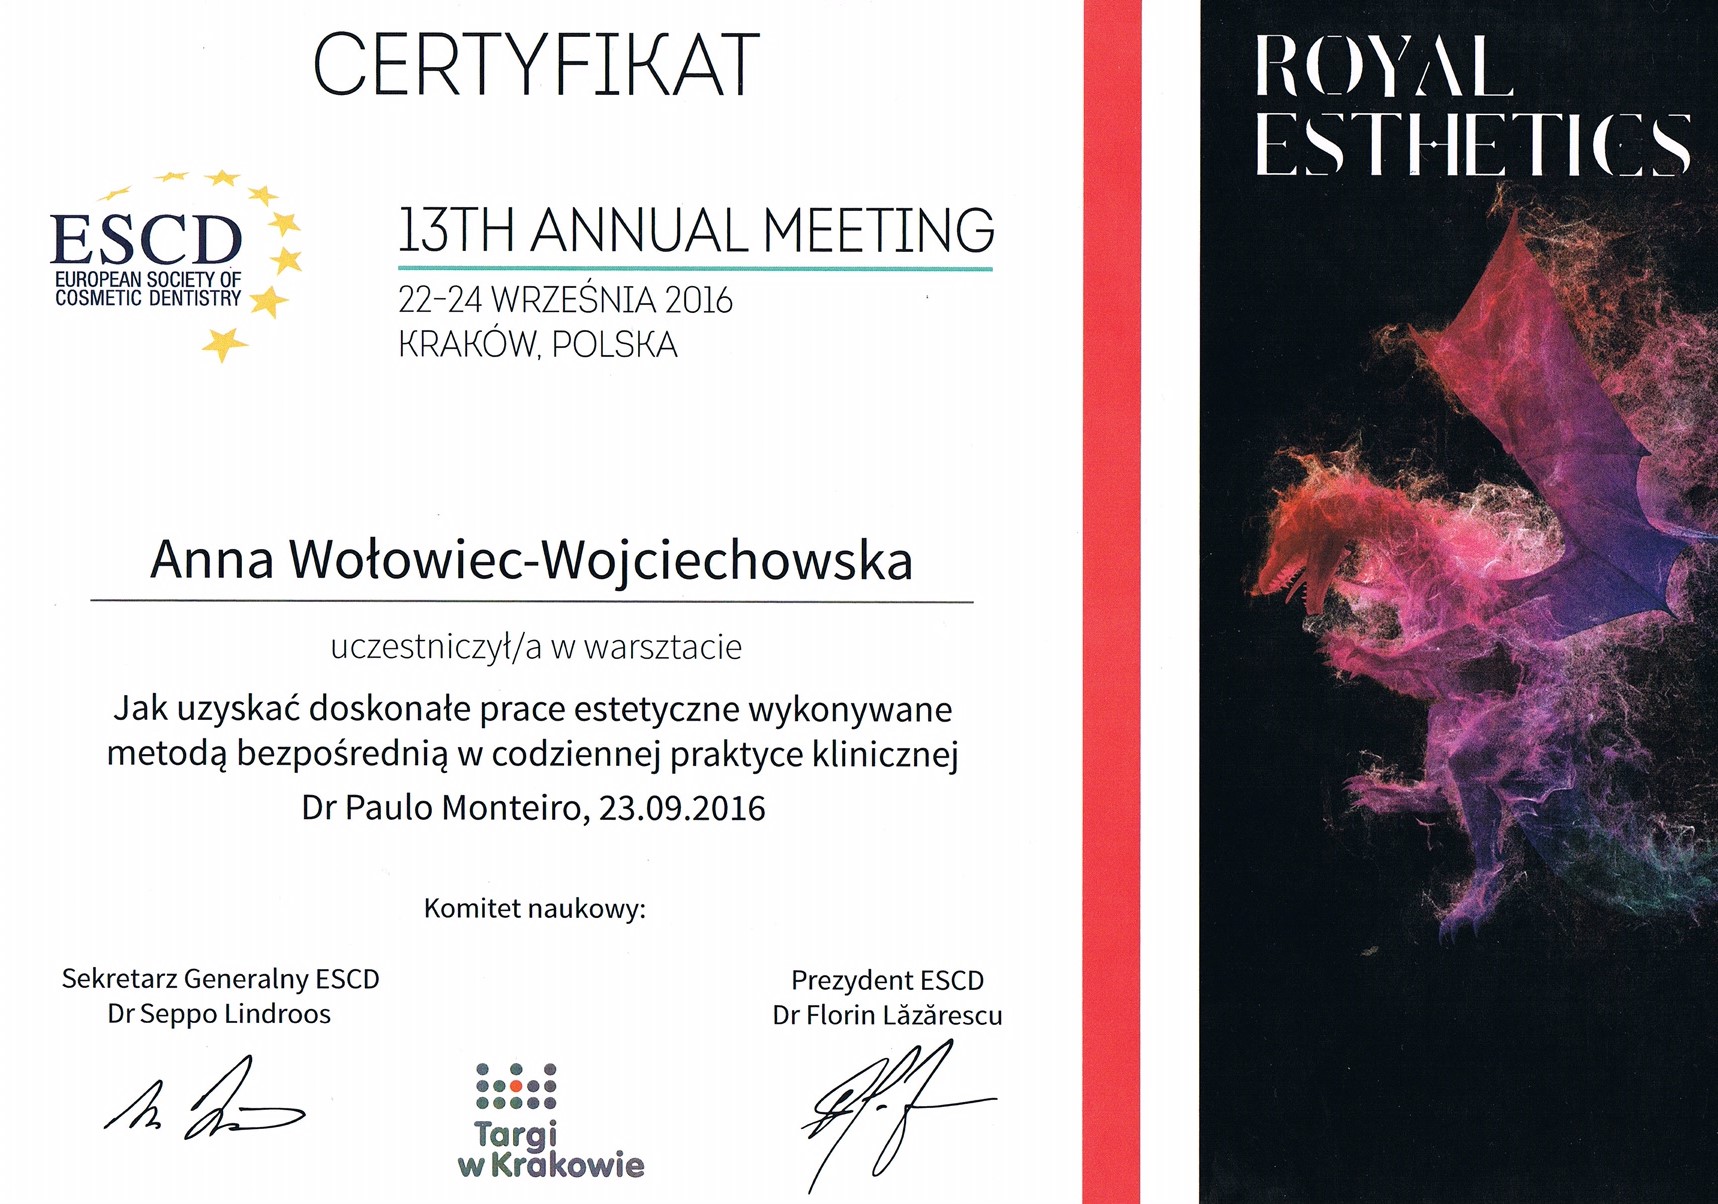 CERTYFIKAT
ROYAL
ESTHETICS
ESCD
EUROPEAN SOCIETY OF
COSMETIC DENTISTRY
13TH ANNUAL MEETING
22-24 WRZEŚNIA 2016
KRAKÓW, POLSKA
Anna Wołowiec-Wojciechowska
uczestniczył/a w warsztacie
Jak uzyskać doskonałe prace estetyczne wykonywane
metodą bezpośrednią w codziennej praktyce klinicznej
Dr Paulo Monteiro, 23.09.2016
Komitet naukowy:
Sekretarz Generalny ESCD
Dr Seppo Lindroos
Prezydent ESCD
Dr Florin Lăzărescu
Targi
w Krakowie